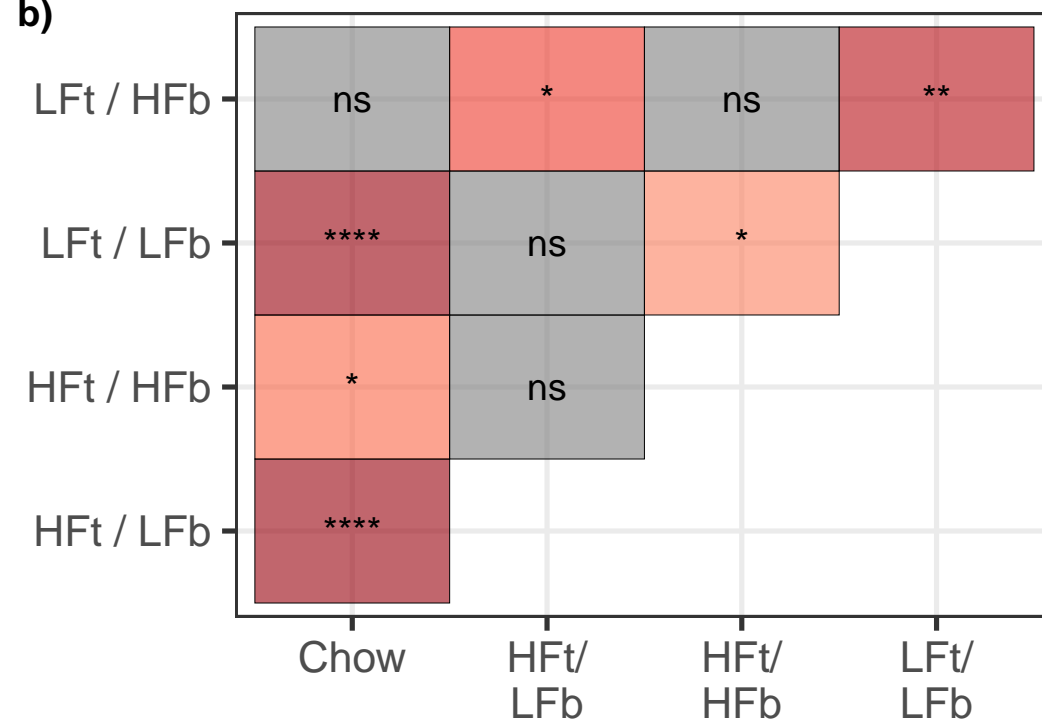 b)
LFt / HFb
ns
*
ns
**
LFt / LFb
****
ns
*
HFt / HFb
*
ns
HFt / LFb
****
Chow
HFt/
LFb
HFt/
HFb
LFt/
LFb